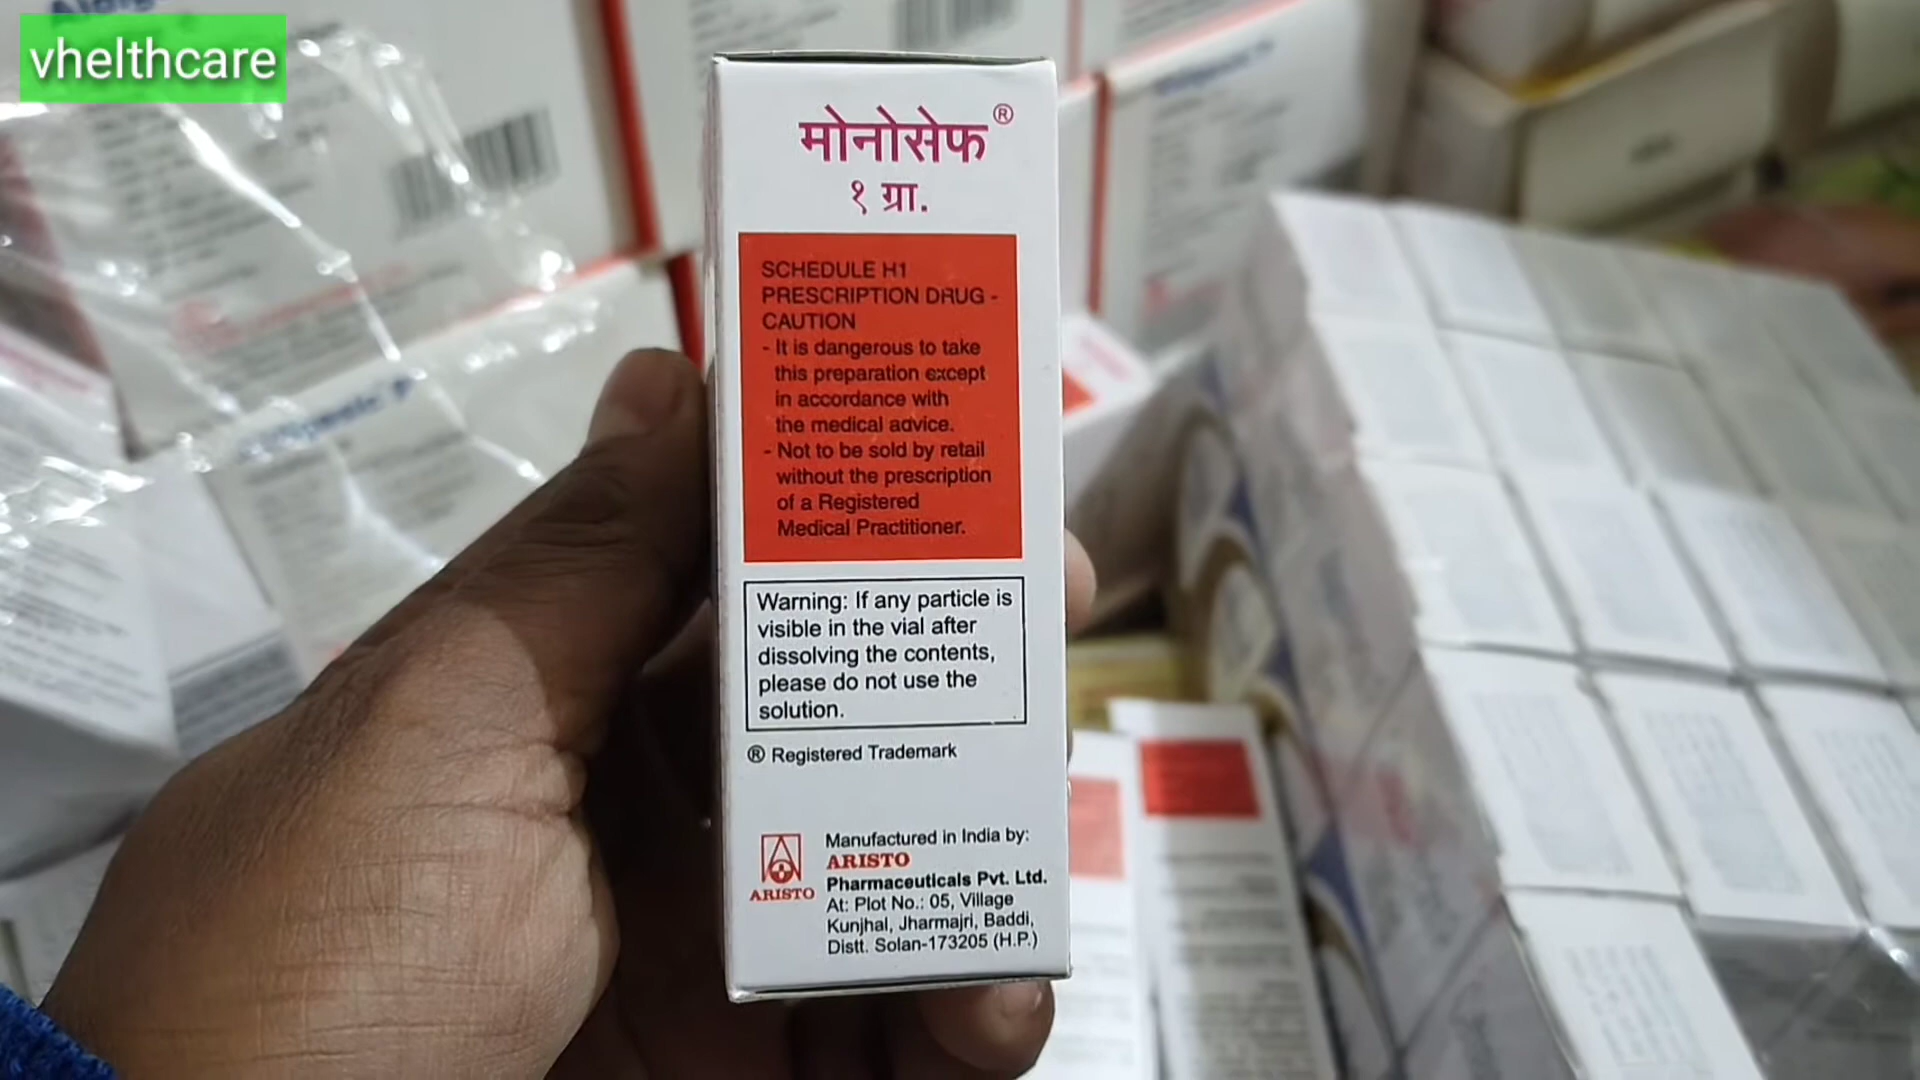 vhelthcare
मोनोसेफ®
१ ग्रा.
SCHEDULE H1
PRESCRIPTION DRUG -
CAUTION
- It is dangerous to take
this preparation except
in accordance with
the medical advice.
- Not to be sold by retail
without the prescription
of a Registered
Medical Practitioner.
Warning: If any particle is
visible in the vial after
dissolving the contents,
please do not use the
solution.
® Registered Trademark
ARISTO
Manufactured in India by:
ARISTO
Pharmaceuticals Pvt. Ltd.
At: Plot No.: 05, Village
Kunjhal, Jharmajri, Baddi,
Distt. Solan-173205 (H.P.)